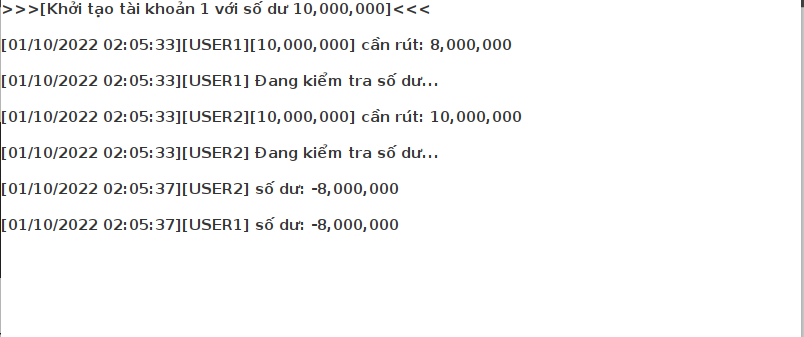 >>>[Khởi tạo tài khoản 1 với số dư 10,000,000]<<<
[01/10/2022 02:05:33][USER1][10,000,000] cần rút: 8,000,000
[01/10/2022 02:05:33][USER1] Đang kiểm tra số dư...
[01/10/2022 02:05:33][USER2][10,000,000] cần rút: 10,000,000
[01/10/2022 02:05:33][USER2] Đang kiểm tra số dư...
[01/10/2022 02:05:37][USER2] số dư: -8,000,000
[01/10/2022 02:05:37][USER1] số dư: -8,000,000